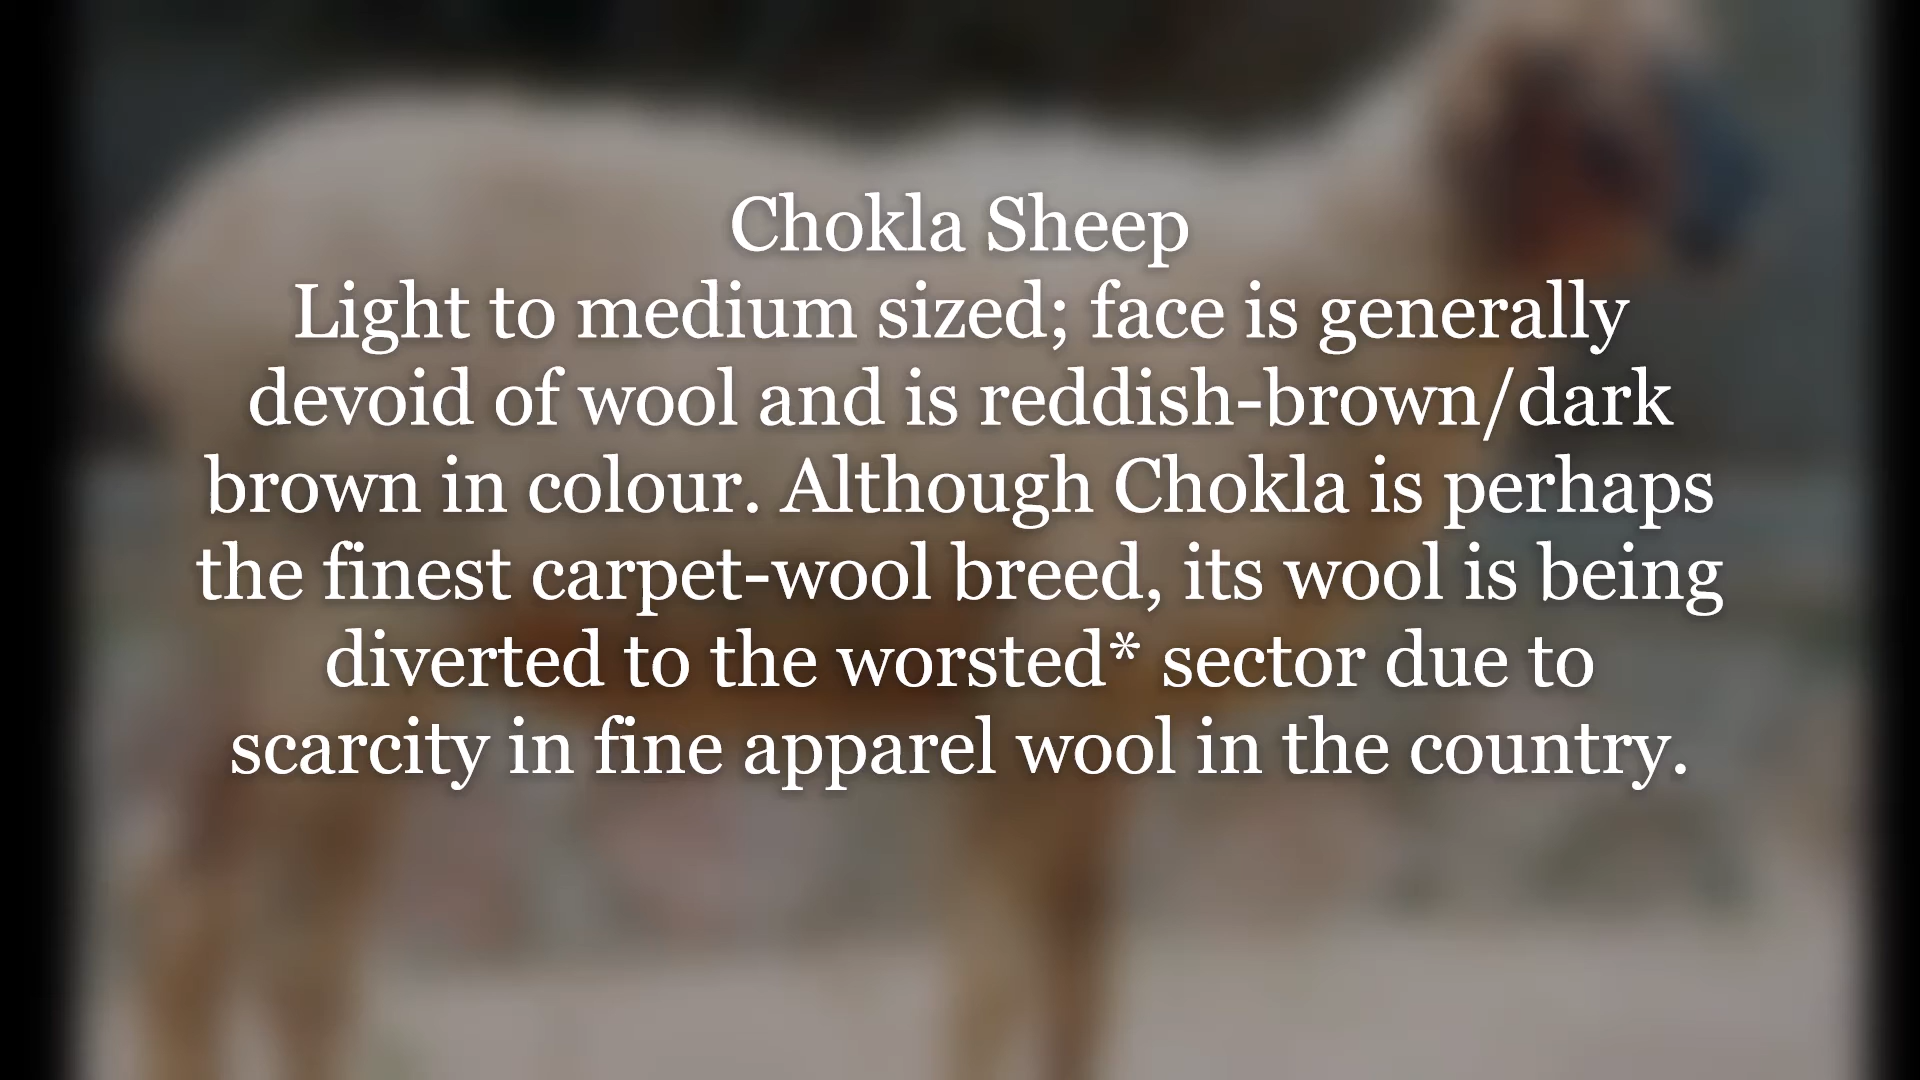 Chokla Sheep
Light to medium sized; face is generally
devoid of wool and is reddish-brown/dark
brown in colour. Although Chokla is perhaps
the finest carpet-wool breed, its wool is being
diverted to the worsted* sector due to
scarcity in fine apparel wool in the country.